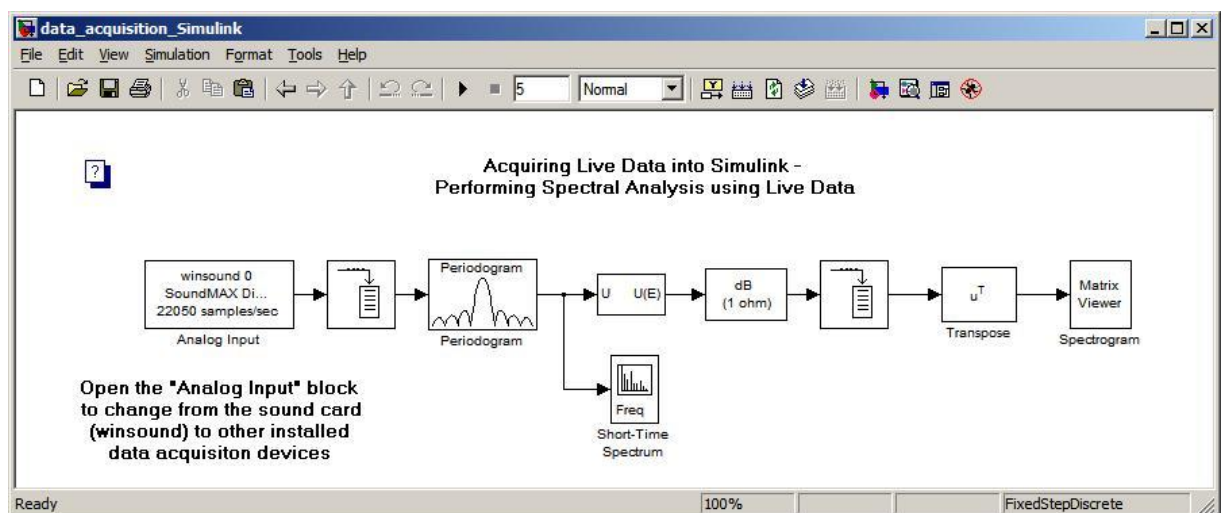 data_acquisition_Simulink
File Edit View Simulation Format Tools Help
5 Normal
?
Acquiring Live Data into Simulink -
Performing Spectral Analysis using Live Data
winsound 0
SoundMAX Di...
22050 samples/sec
Analog Input
Periodogram
Periodogram
U U(E)
dB
(1 ohm)
uT
Transpose
Matrix
Viewer
Spectrogram
Freq
Short-Time
Spectrum
Open the "Analog Input" block
to change from the sound card
(winsound) to other installed
data acquisiton devices
Ready 100% FixedStepDiscrete